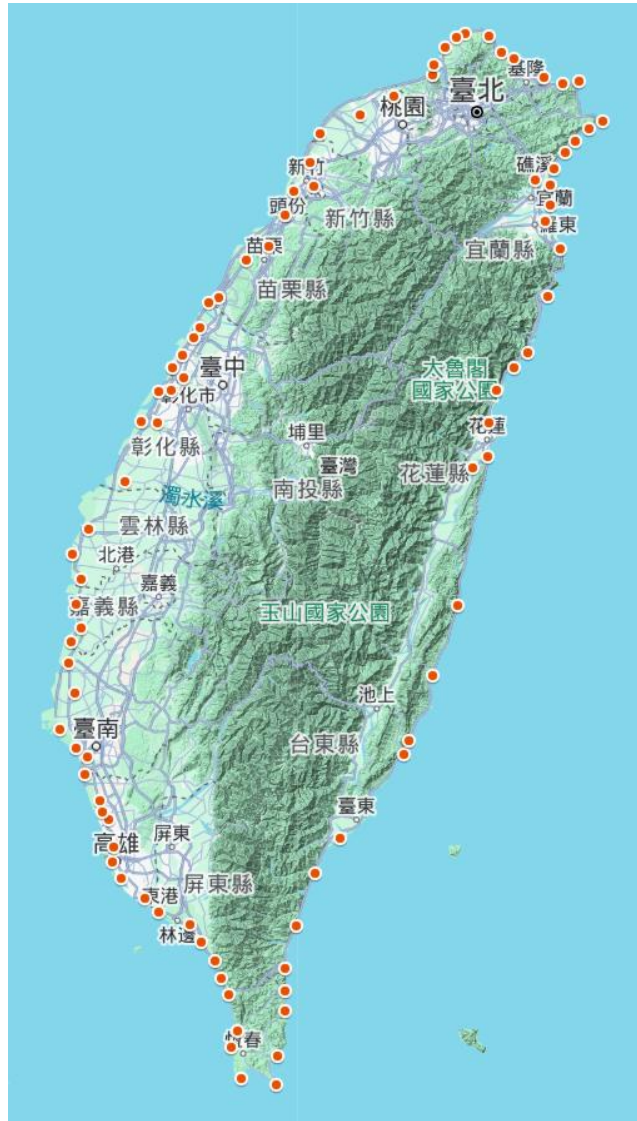 基隆
臺北
桃園
礁溪
新竹
宜蘭
頭份
新竹縣
羅東
宜蘭縣
苗栗
苗栗縣
太魯閣
國家公園
臺中
彰化市
花蓮
彰化縣
埔里
臺灣
花蓮縣
南投縣
濁水溪
雲林縣
北港
嘉義
嘉義縣
玉山國家公園
池上
臺南
台東縣
臺東
屏東
高雄
屏東縣
東港
林邊
恆春